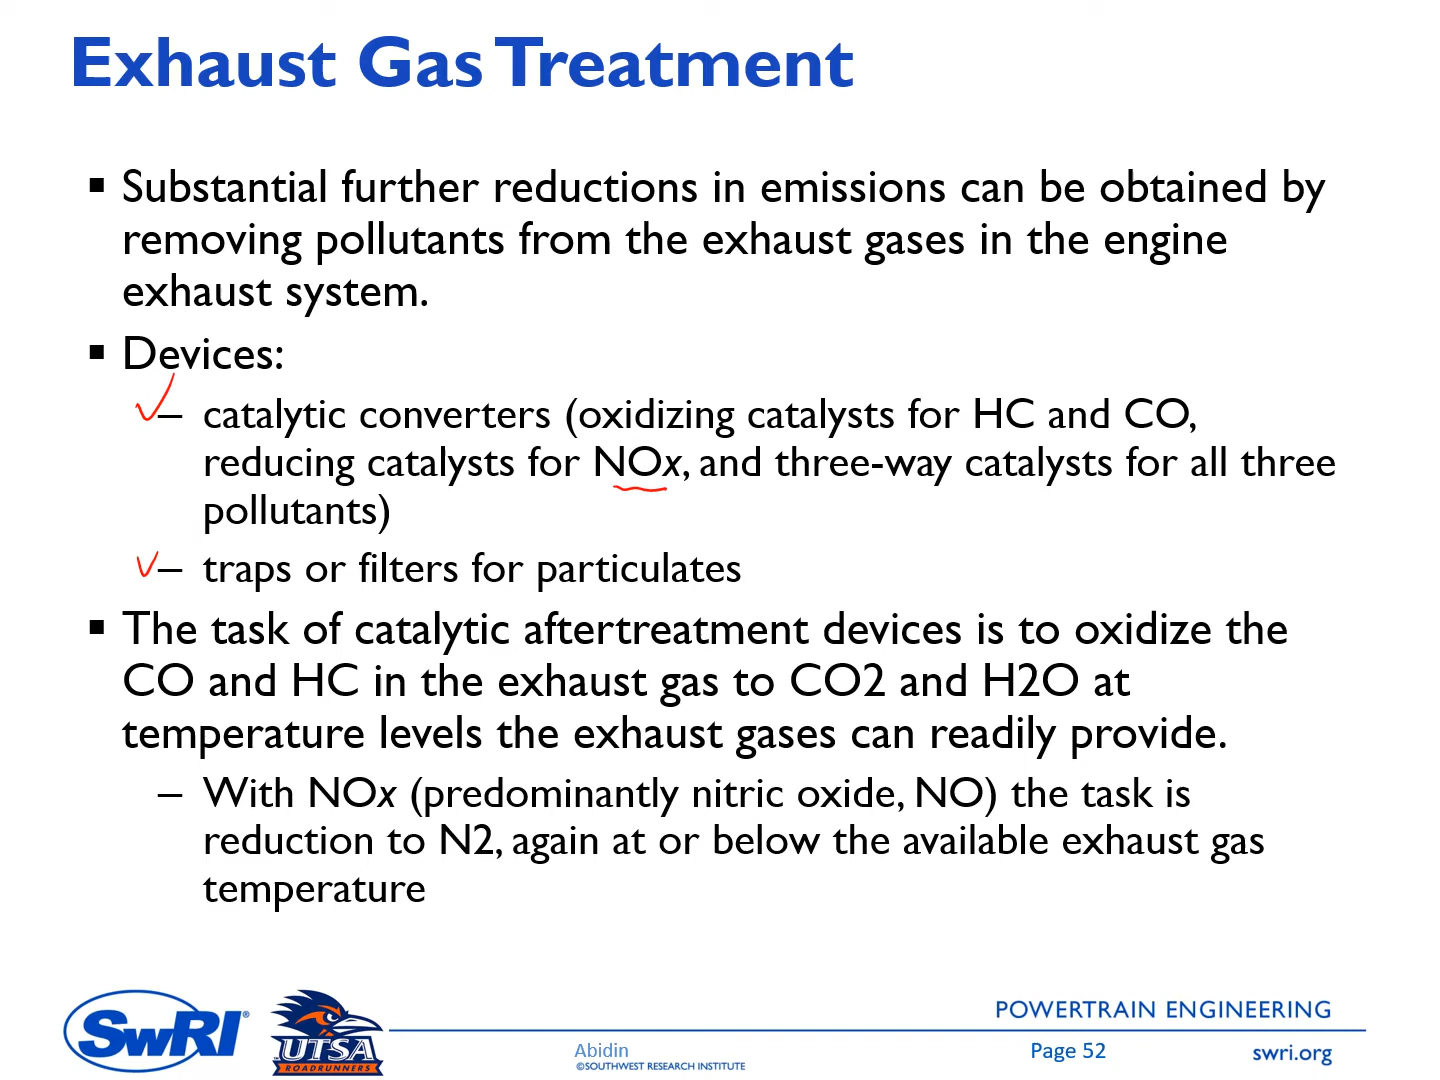 Exhaust Gas Treatment
▪ Substantial further reductions in emissions can be obtained by
removing pollutants from the exhaust gases in the engine
exhaust system.
▪ Devices:
– catalytic converters (oxidizing catalysts for HC and CO,
reducing catalysts for NOx, and three-way catalysts for all three
pollutants)
– traps or filters for particulates
▪ The task of catalytic aftertreatment devices is to oxidize the
CO and HC in the exhaust gas to CO2 and H2O at
temperature levels the exhaust gases can readily provide.
– With NOx (predominantly nitric oxide, NO) the task is
reduction to N2, again at or below the available exhaust gas
temperature
SwRI®
UTSA
ROADRUNNERS
Abidin
©SOUTHWEST RESEARCH INSTITUTE
POWERTRAIN ENGINEERING
Page 52
swri.org